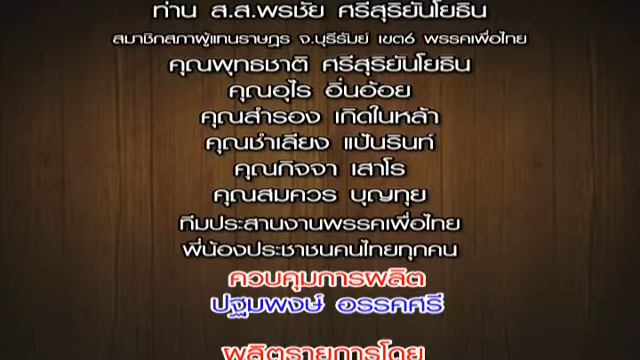 ท่าน ส.ส.พรชัย ศรีสุริยันโยธิน
สมาชิกสภาผู้แทนราษฎร จ.บุรีรัมย์ เขต6 พรรคเพื่อไทย
คุณพุทธชาติ ศรีสุริยันโยธิน
คุณอุไร อิ่นอ้อย
คุณสำรอง เกิดในหล้า
คุณชำเลียง แป้นรินท์
คุณกิจจา เสาโร
คุณสมควร บุญทุย
ทีมประสานงานพรรคเพื่อไทย
พี่น้องประชาชนคนไทยทุกคน
ควบคุมการผลิต
ปฐมพงษ์ อรรคศรี
ผลิตรายการโดย